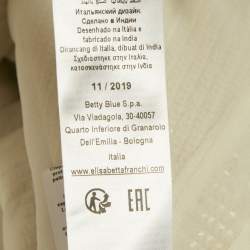 Итальянский дизайн.
Сделано в Индии
Desenhado na Itália e
fabricado na India
Dirancang di Italia, dibuat di India
Σχεδιάστηκε στην Ιταλία,
κατασκευάστηκε στην Ινδία
11 / 2019
Betty Blue S.p.a.
Via Viadagola, 30-40057
Quarto Inferiore di Granarolo
Dell'Emilia - Bologna
Italia
www.elisabettafranchi.com
EAC